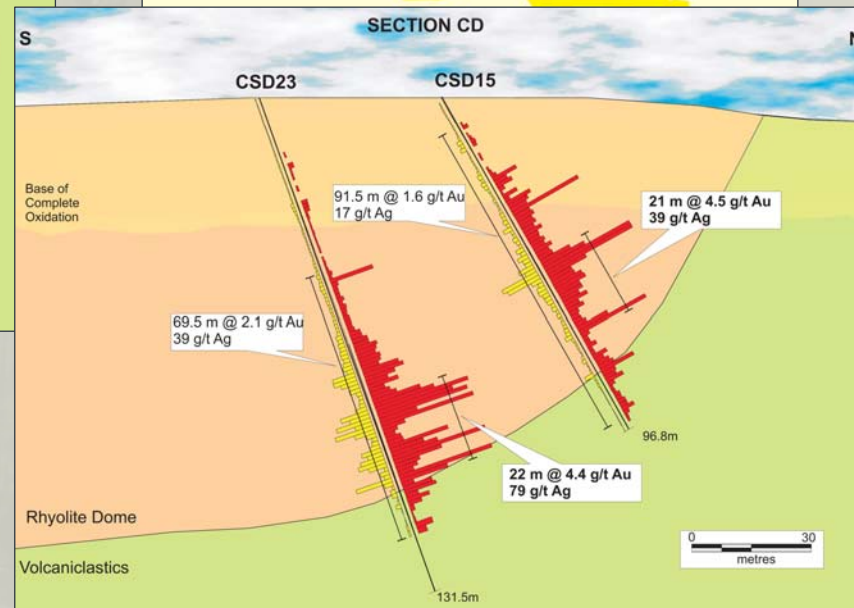 SECTION CD
S
N
CSD23
CSD15
Base of
Complete
Oxidation
91.5 m @ 1.6 g/t Au
17 g/t Ag
21 m @ 4.5 g/t Au
39 g/t Ag
69.5 m @ 2.1 g/t Au
39 g/t Ag
96.8m
22 m @ 4.4 g/t Au
79 g/t Ag
Rhyolite Dome
Volcaniclastics
0 30
metres
131.5m